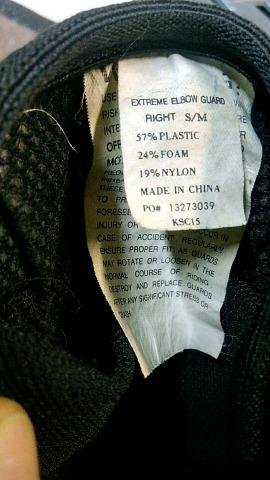 USE
RISK
INTE
OFF
MOT
THESE
TO PR
FORESEE
INJURY OR
EXTREME ELBOW GUARD
RIGHT S/M
57% PLASTIC
24% FOAM
19% NYLON
MADE IN CHINA
PO# 13273039
KSC15
OCCUR IN
CASE OF ACCIDENT REGULARLY
ENSURE PROPER FIT AS GUARDS
MAY ROTATE OR LOOSEN IN THE
NORMAL COURSE OF RIDING
DESTROY AND REPLACE GUARDS
AFTER ANY SIGNIFICANT STRESS OR